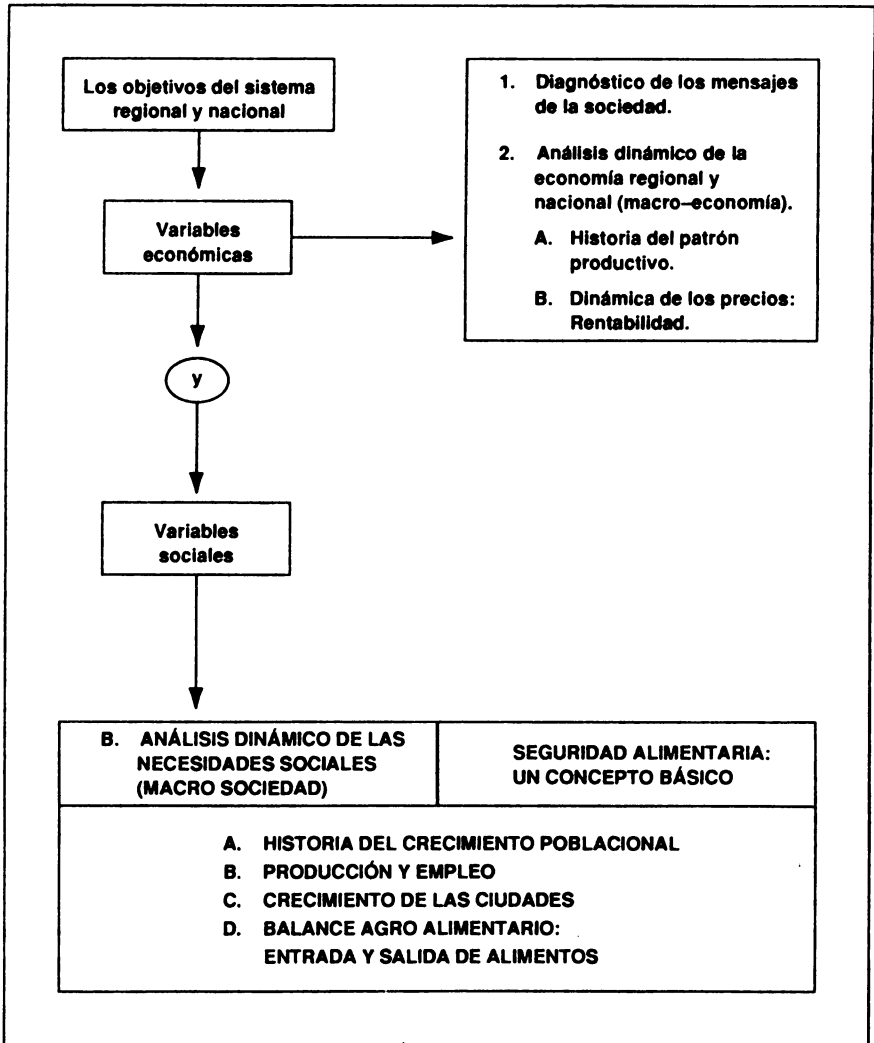 Los objetivos del sistema
regional y nacional
1. Diagnóstico de los mensajes
de la sociedad.
2. Análisis dinámico de la
economía regional y
nacional (macro–economía).
A. Historia del patrón
productivo.
B. Dinámica de los precios:
Rentabilidad.
Variables
económicas
y
Variables
sociales
B. ANÁLISIS DINÁMICO DE LAS
NECESIDADES SOCIALES
(MACRO SOCIEDAD)
SEGURIDAD ALIMENTARIA:
UN CONCEPTO BÁSICO
A. HISTORIA DEL CRECIMIENTO POBLACIONAL
B. PRODUCCIÓN Y EMPLEO
C. CRECIMIENTO DE LAS CIUDADES
D. BALANCE AGRO ALIMENTARIO:
ENTRADA Y SALIDA DE ALIMENTOS